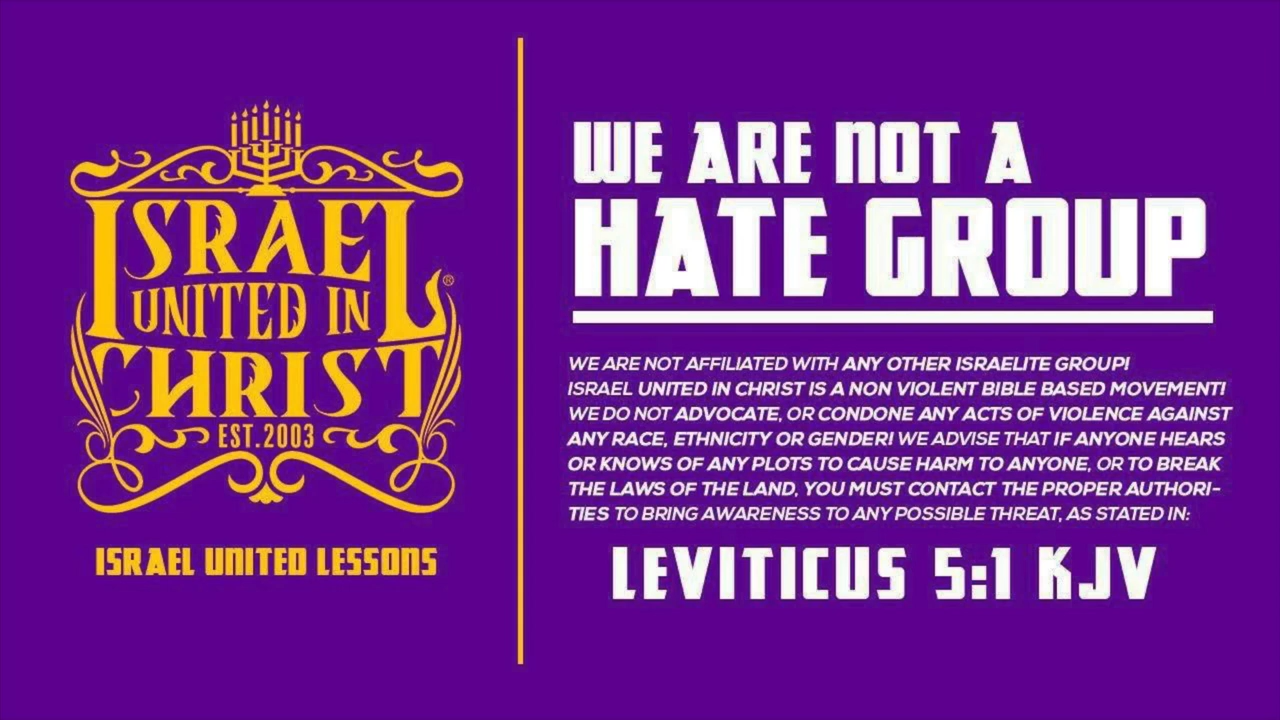 ISRAEL
UNITED IN
CHRIST
EST.2003
®
ISRAEL UNITED LESSONS
WE ARE NOT A
HATE GROUP
WE ARE NOT AFFILIATED WITH ANY OTHER ISRAELITE GROUP!
ISRAEL UNITED IN CHRIST IS A NON VIOLENT BIBLE BASED MOVEMENT!
WE DO NOT ADVOCATE, OR CONDONE ANY ACTS OF VIOLENCE AGAINST
ANY RACE, ETHNICITY OR GENDER! WE ADVISE THAT IF ANYONE HEARS
OR KNOWS OF ANY PLOTS TO CAUSE HARM TO ANYONE, OR TO BREAK
THE LAWS OF THE LAND, YOU MUST CONTACT THE PROPER AUTHORI-
TIES TO BRING AWARENESS TO ANY POSSIBLE THREAT, AS STATED IN:
LEVITICUS 5:1 KJV